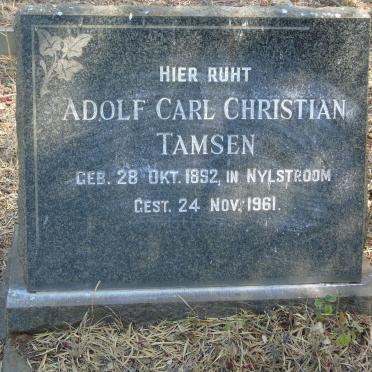 HIER RUHT
ADOLF CARL CHRISTIAN
TAMSEN
GEB. 28 OKT. 1892, IN NYLSTROOM
GEST. 24 NOV. 1961.